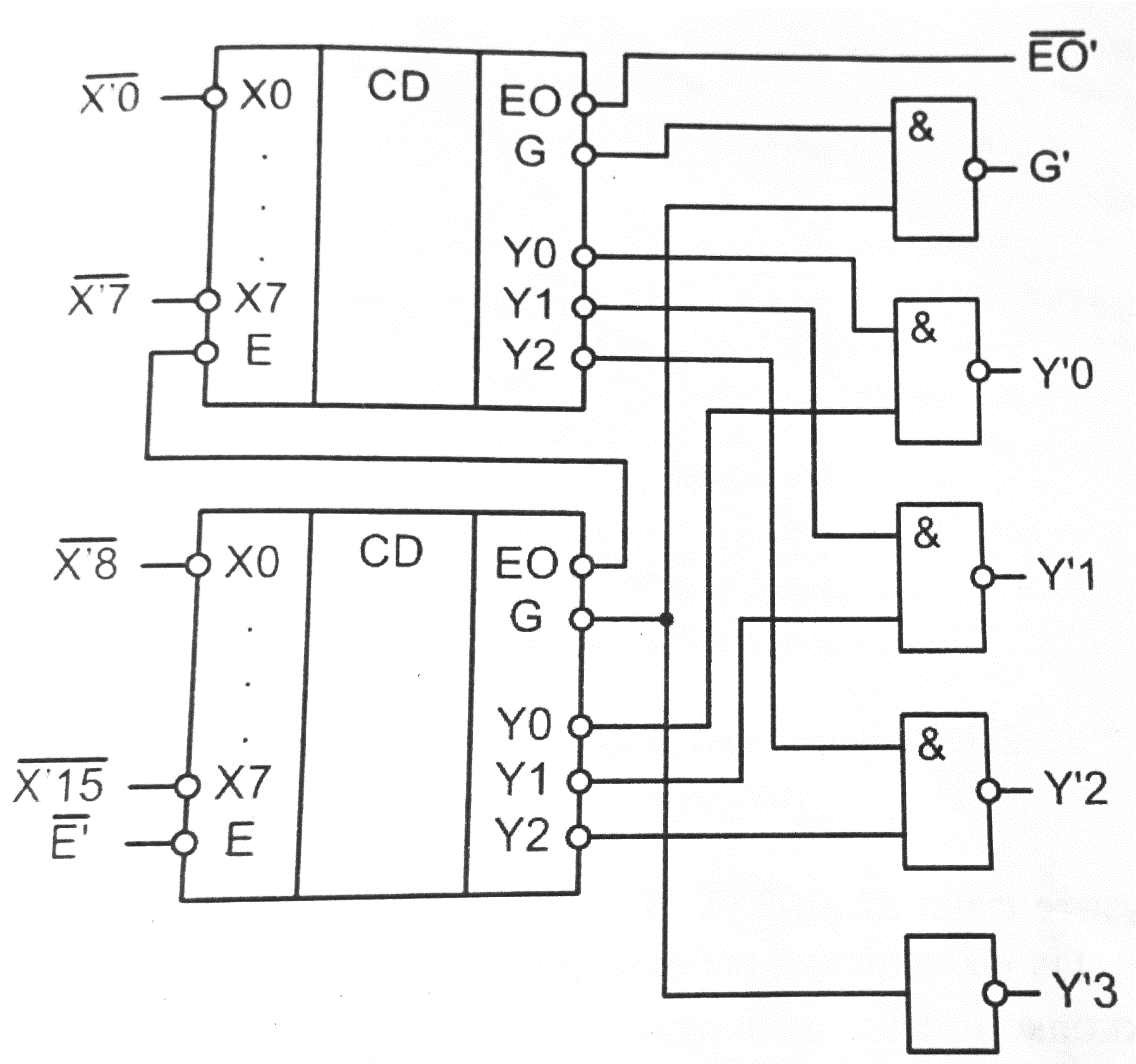 X'0 X0 CD EO EO'
G & G'
X'7 X7 Y0 & Y'0
E Y1
Y2
X'8 X0 CD EO & Y'1
G
X'15 X7 Y0 & Y'2
E' E Y1
Y2
Y'3